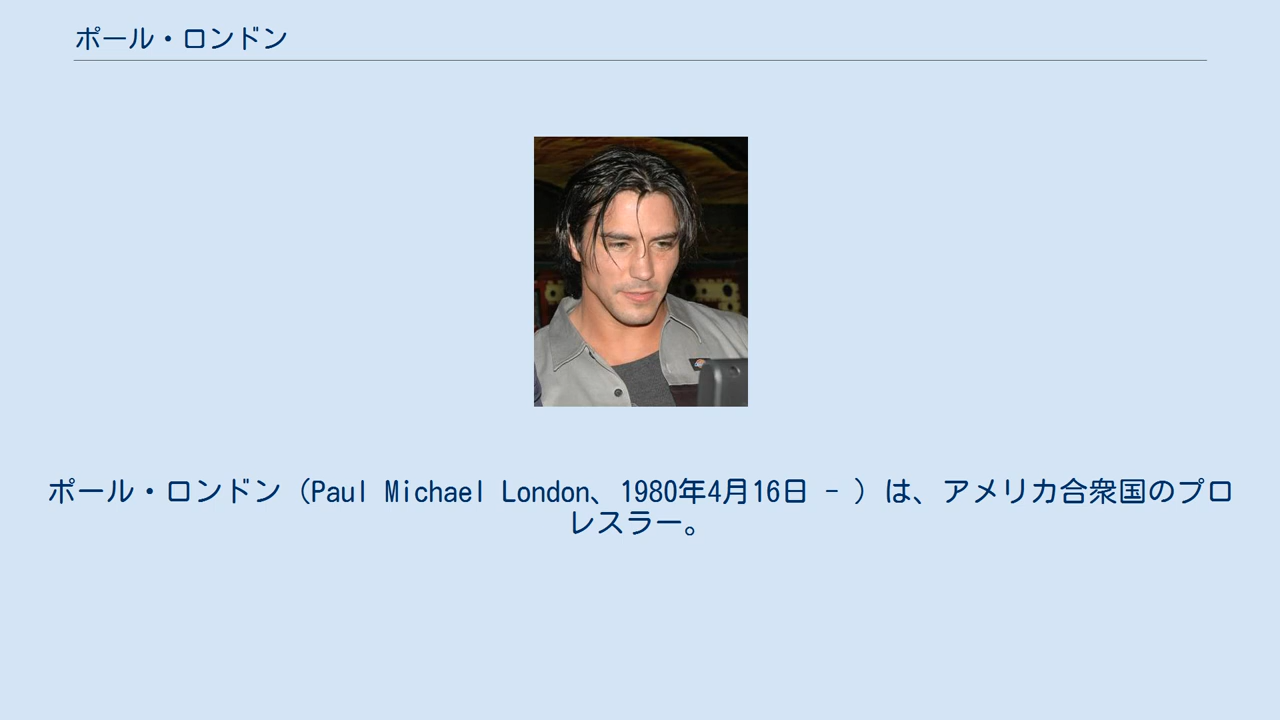 ポール・ロンドン
ポール・ロンドン（Paul Michael London、1980年4月16日 - ）は、アメリカ合衆国のプロ
レスラー。